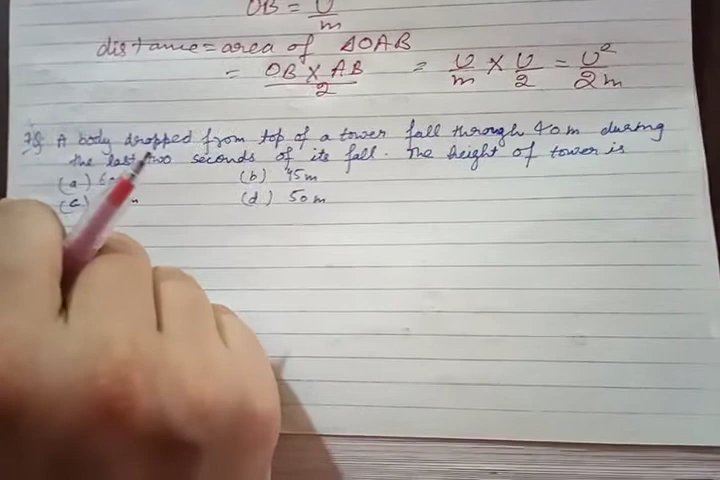 OB = U/m
distance = area of ΔOAB
= OB X AB / 2 = U/m X U/2 = U²/2m
A body dropped from top of a tower fall through 40 m during
the last two seconds of its fall. The height of tower is
(a) (b) 45m
(c) m (d) 50 m